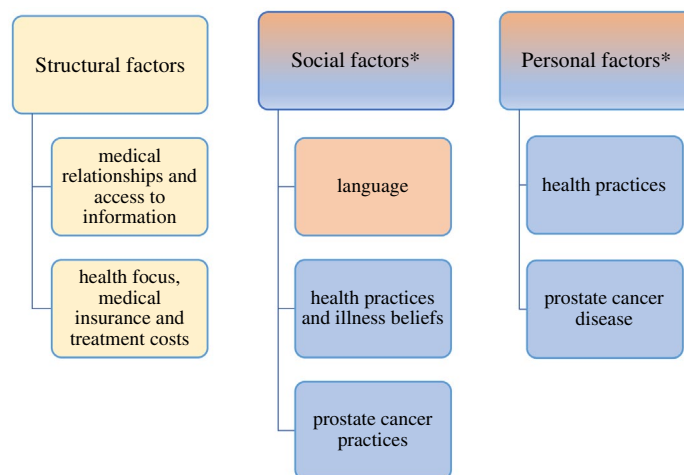 Structural factors
medical
relationships and
access to
information
health focus,
medical
insurance and
treatment costs
Social factors*
language
health practices
and illness beliefs
prostate cancer
practices
Personal factors*
health practices
prostate cancer
disease